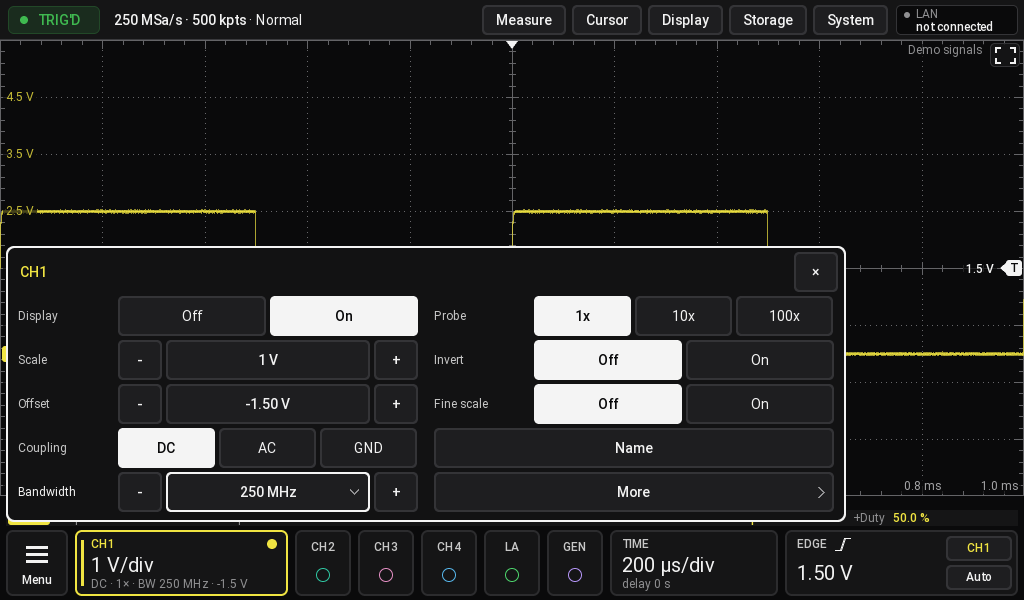 TRIG'D
250 MSa/s · 500 kpts · Normal
Measure
Cursor
Display
Storage
System
LAN
not connected
Demo signals
4.5 V
3.5 V
2.5 V
1.5 V
T
CH1
×
Display
Off
On
Probe
1x
10x
100x
Scale
-
1 V
+
Invert
Off
On
Offset
-
-1.50 V
+
Fine scale
Off
On
Coupling
DC
AC
GND
Name
Bandwidth
-
250 MHz
+
More
0.8 ms
1.0 ms
+Duty 50.0 %
Menu
CH1
1 V/div
DC · 1× · BW 250 MHz · -1.5 V
CH2
CH3
CH4
LA
GEN
TIME
200 µs/div
delay 0 s
EDGE
1.50 V
CH1
Auto